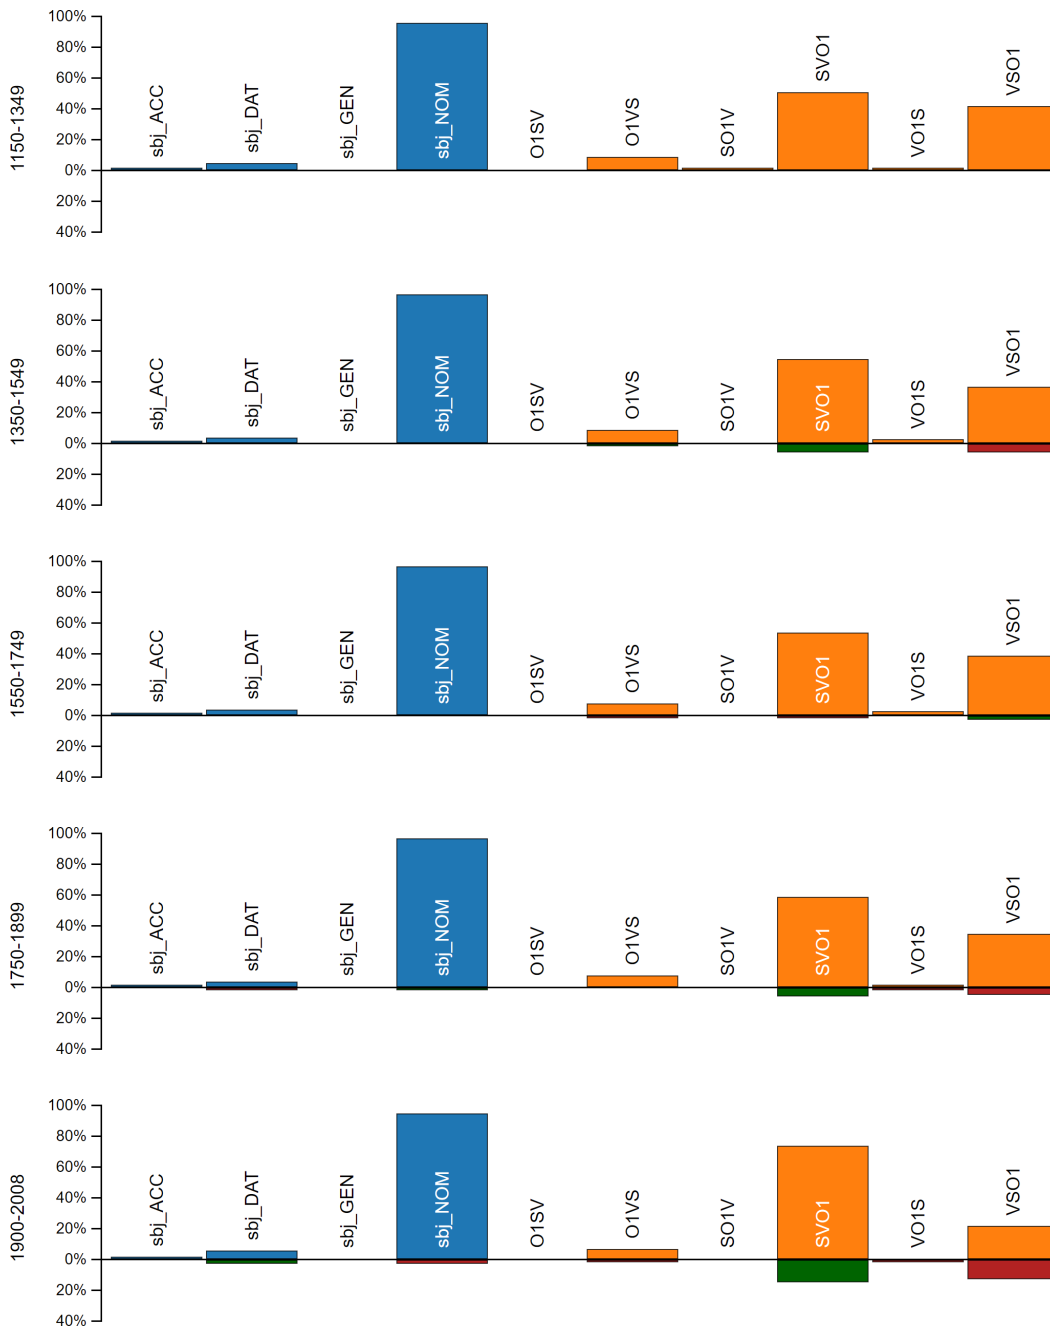 1150-1349
100%
80%
60%
40%
20%
0%
20%
40%
sbj_ACC
sbj_DAT
sbj_GEN
sbj_NOM
O1SV
O1VS
SO1V
SVO1
VO1S
VSO1
1350-1549
100%
80%
60%
40%
20%
0%
20%
40%
sbj_ACC
sbj_DAT
sbj_GEN
sbj_NOM
O1SV
O1VS
SO1V
SVO1
VO1S
VSO1
1550-1749
100%
80%
60%
40%
20%
0%
20%
40%
sbj_ACC
sbj_DAT
sbj_GEN
sbj_NOM
O1SV
O1VS
SO1V
SVO1
VO1S
VSO1
1750-1899
100%
80%
60%
40%
20%
0%
20%
40%
sbj_ACC
sbj_DAT
sbj_GEN
sbj_NOM
O1SV
O1VS
SO1V
SVO1
VO1S
VSO1
1900-2008
100%
80%
60%
40%
20%
0%
20%
40%
sbj_ACC
sbj_DAT
sbj_GEN
sbj_NOM
O1SV
O1VS
SO1V
SVO1
VO1S
VSO1